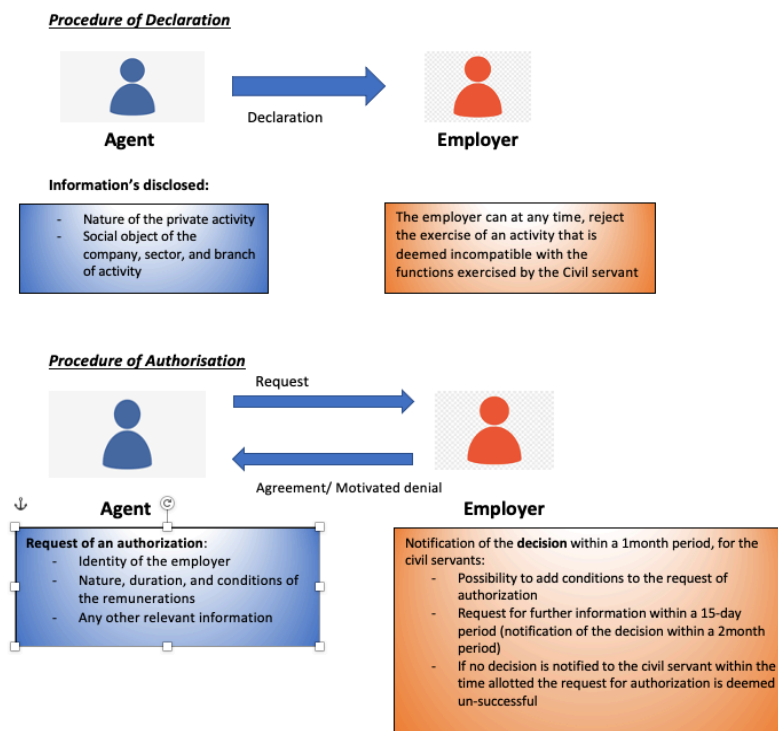 Procedure of Declaration
Declaration
Agent
Employer
Information's disclosed:
- Nature of the private activity
- Social object of the
company, sector, and branch
of activity
The employer can at any time, reject
the exercise of an activity that is
deemed incompatible with the
functions exercised by the Civil servant
Procedure of Authorisation
Request
Agreement/ Motivated denial
Agent
Employer
Request of an authorization:
- Identity of the employer
- Nature, duration, and conditions of
the remunerations
- Any other relevant information
Notification of the decision within a 1month period, for the
civil servants:
- Possibility to add conditions to the request of
authorization
- Request for further information within a 15-day
period (notification of the decision within a 2month
period)
- If no decision is notified to the civil servant within the
time allotted the request for authorization is deemed
un-successful